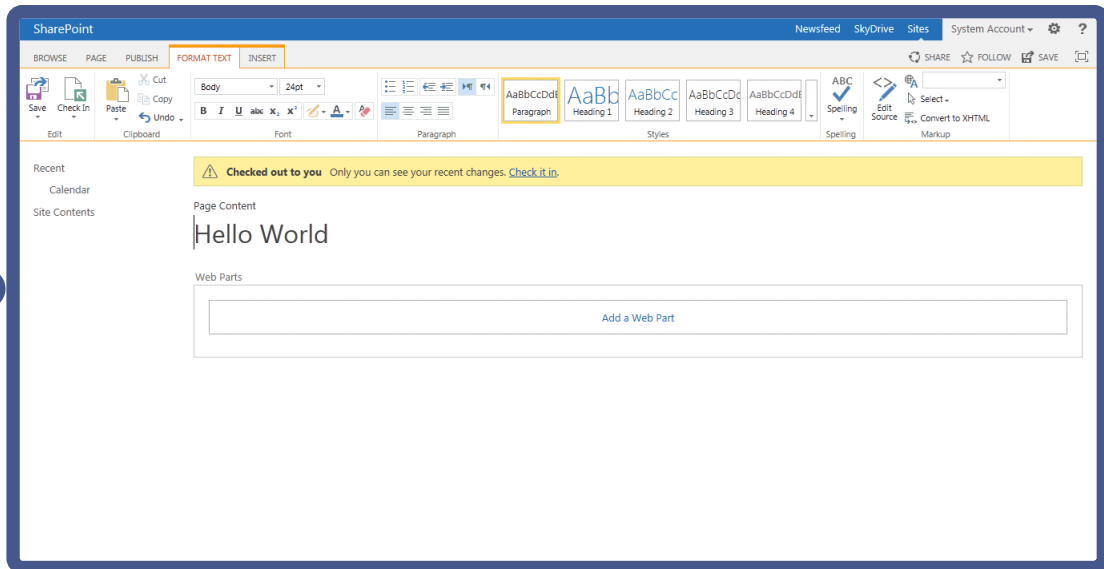 SharePoint
Newsfeed SkyDrive Sites System Account ?
BROWSE PAGE PUBLISH FORMAT TEXT INSERT
SHARE FOLLOW SAVE
Cut
Copy
Undo
Save Check In Paste
Body 24pt
B I U abc X₂ X² A
AaBbCcDdE AaBb AaBbCc AaBbCcDc AaBbCcDdE
Paragraph Heading 1 Heading 2 Heading 3 Heading 4
ABC
Spelling
Edit Source
Select
Convert to XHTML
Edit Clipboard Font Paragraph Styles Spelling Markup
Recent
Calendar
Site Contents
Checked out to you Only you can see your recent changes. Check it in.
Page Content
Hello World
Web Parts
Add a Web Part